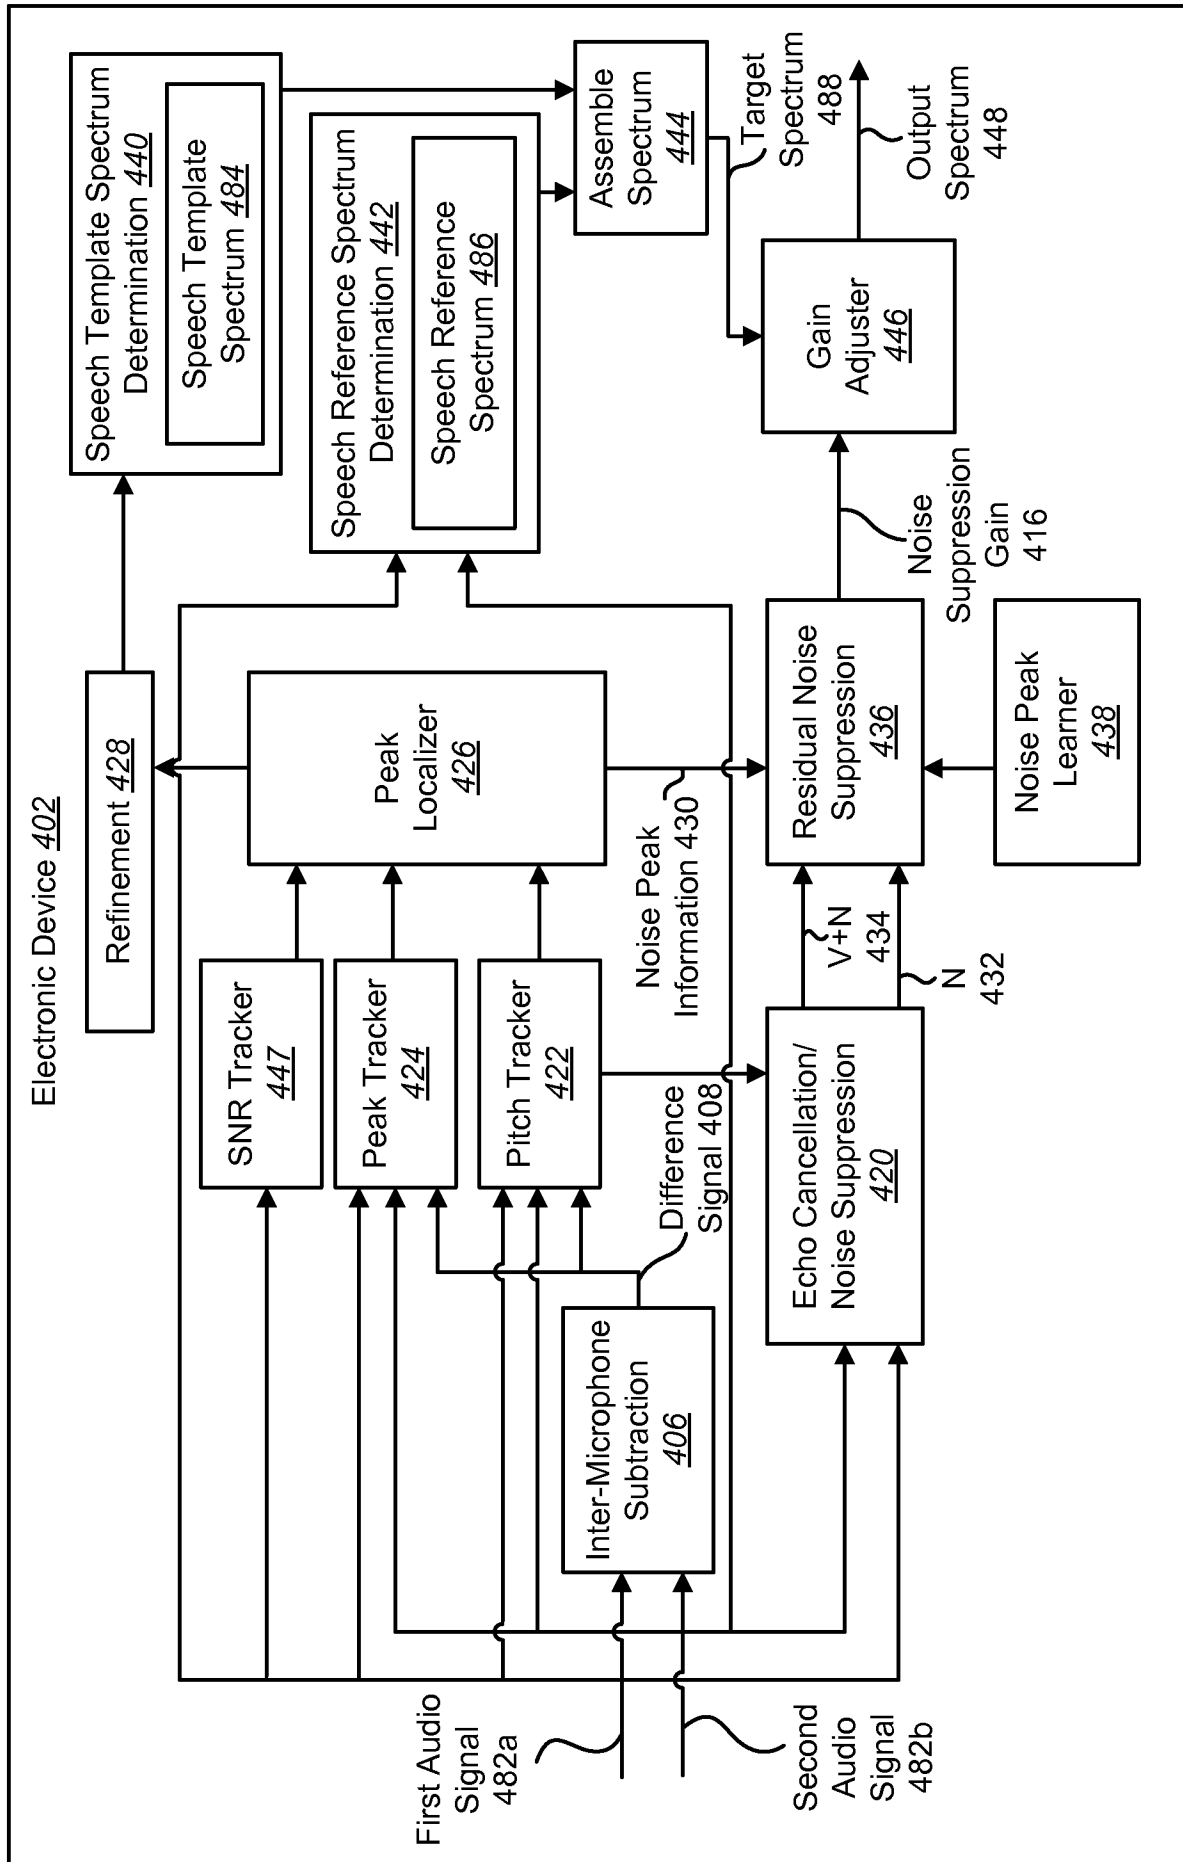 Electronic Device 402
Refinement 428
Speech Template Spectrum
Determination 440
Speech Template
Spectrum 484
SNR Tracker
447
Peak Tracker
424
Pitch Tracker
422
Peak
Localizer
426
Speech Reference Spectrum
Determination 442
Speech Reference
Spectrum 486
Assemble
Spectrum
444
Target
Spectrum
488
First Audio
Signal
482a
Second
Audio
Signal
482b
Inter-Microphone
Subtraction
406
Difference
Signal 408
Noise Peak
Information 430
Echo Cancellation/
Noise Suppression
420
V+N
434
N
432
Residual Noise
Suppression
436
Noise Peak
Learner
438
Noise
Suppression
Gain
416
Gain
Adjuster
446
Output
Spectrum
448